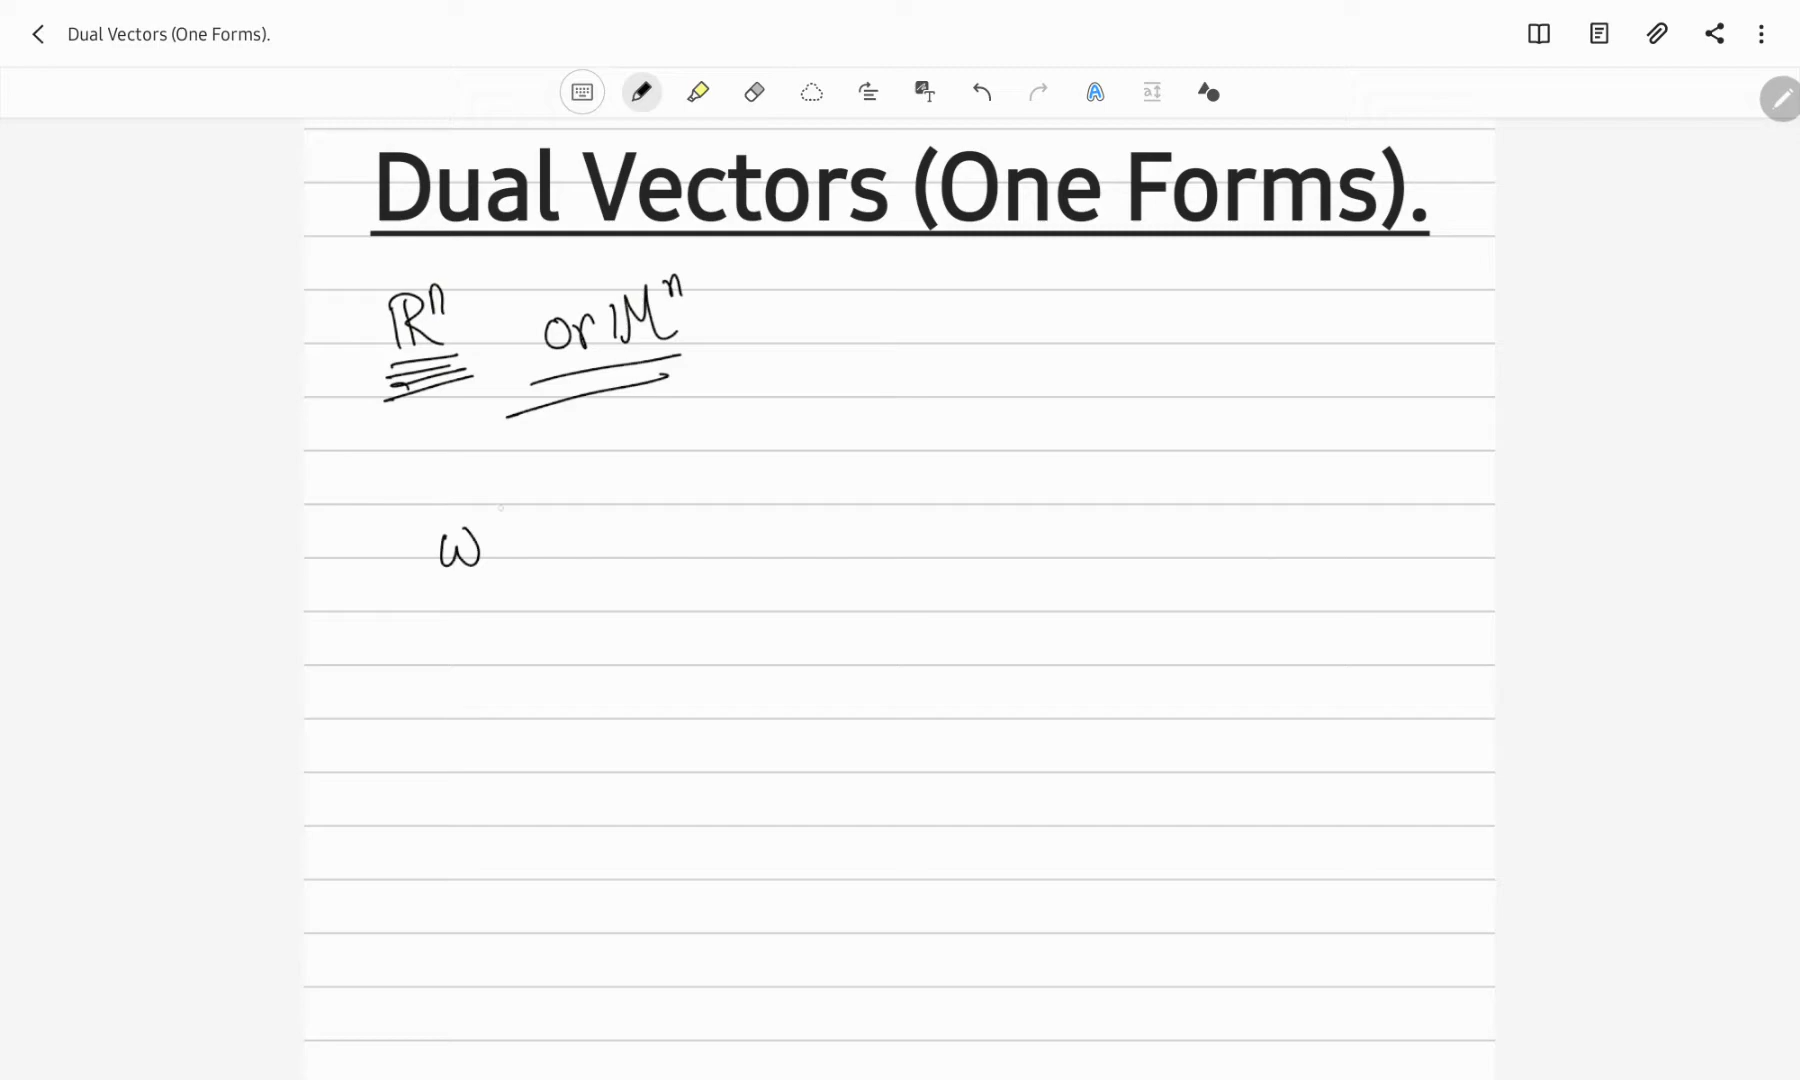 Dual Vectors (One Forms).
Dual Vectors (One Forms).
ℝⁿ or 𝕄ⁿ
ω